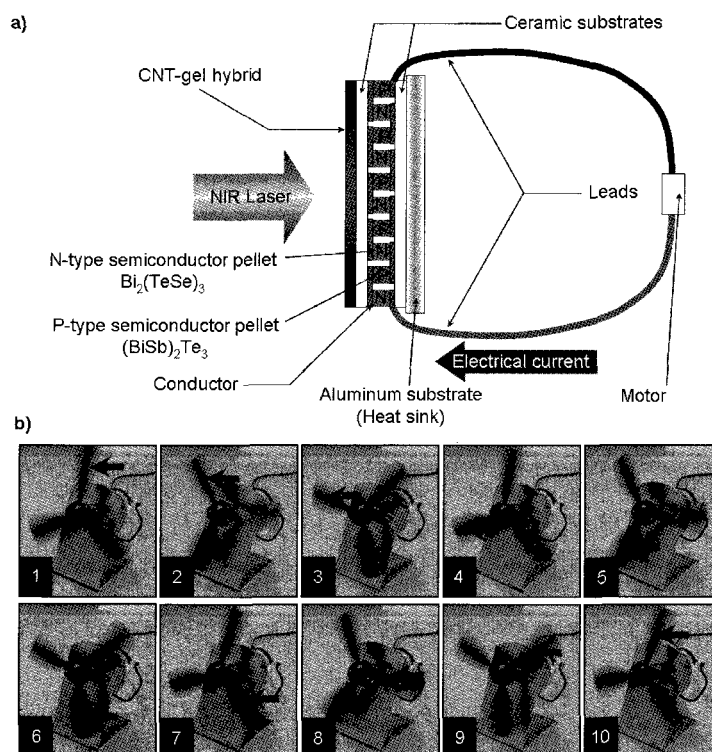 a)
Ceramic substrates
CNT-gel hybrid
NIR Laser
Leads
N-type semiconductor pellet
Bi₂(TeSe)₃
P-type semiconductor pellet
(BiSb)₂Te₃
Electrical current
Conductor
Aluminum substrate
(Heat sink)
Motor
b)
1 2 3 4 5
6 7 8 9 10